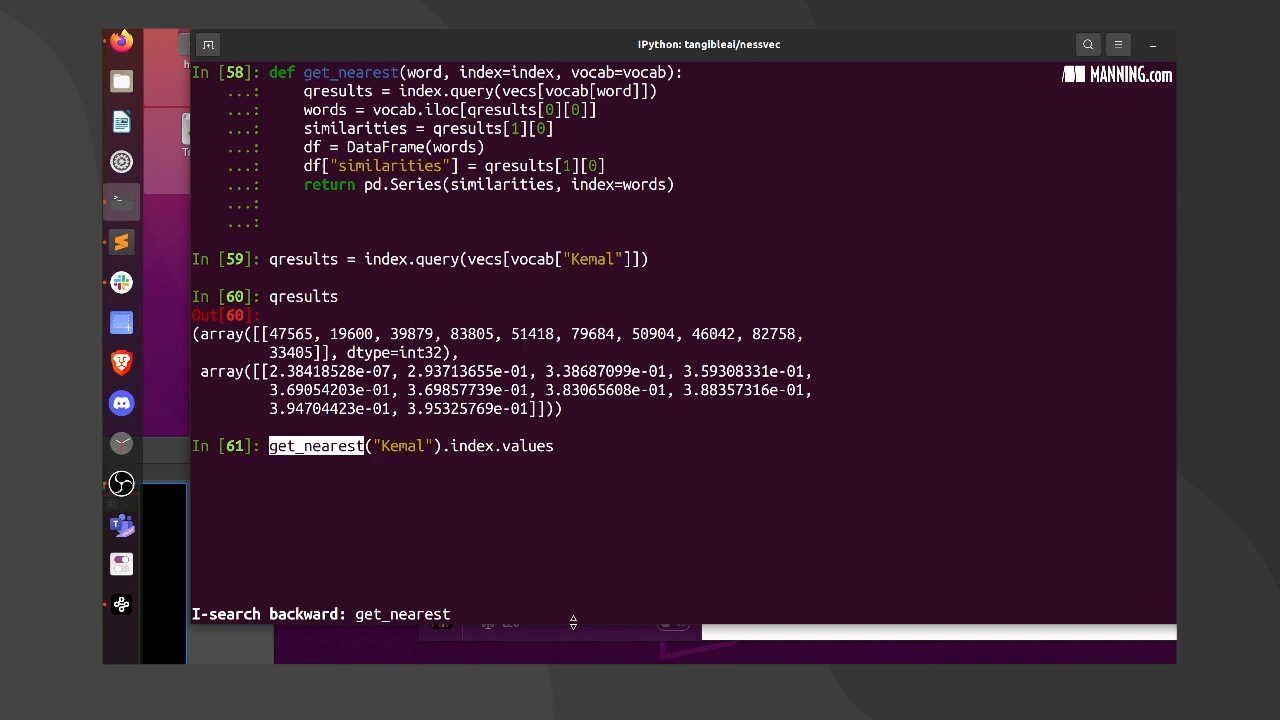 IPython: tangibleai/nessvec
MANNING.com
In [58]: def get_nearest(word, index=index, vocab=vocab):
...: qresults = index.query(vecs[vocab[word]])
...: words = vocab.iloc[qresults[0][0]]
...: similarities = qresults[1][0]
...: df = DataFrame(words)
...: df["similarities"] = qresults[1][0]
...: return pd.Series(similarities, index=words)
...:
...:
In [59]: qresults = index.query(vecs[vocab["Kemal"]])
In [60]: qresults
Out[60]:
(array([[47565, 19600, 39879, 83805, 51418, 79684, 50904, 46042, 82758,
33405]], dtype=int32),
array([[2.38418528e-07, 2.93713655e-01, 3.38687099e-01, 3.59308331e-01,
3.69054203e-01, 3.69857739e-01, 3.83065618e-01, 3.88357316e-01,
3.94704423e-01, 3.95325769e-01]]))
In [61]: get_nearest("Kemal").index.values
I-search backward: get_nearest